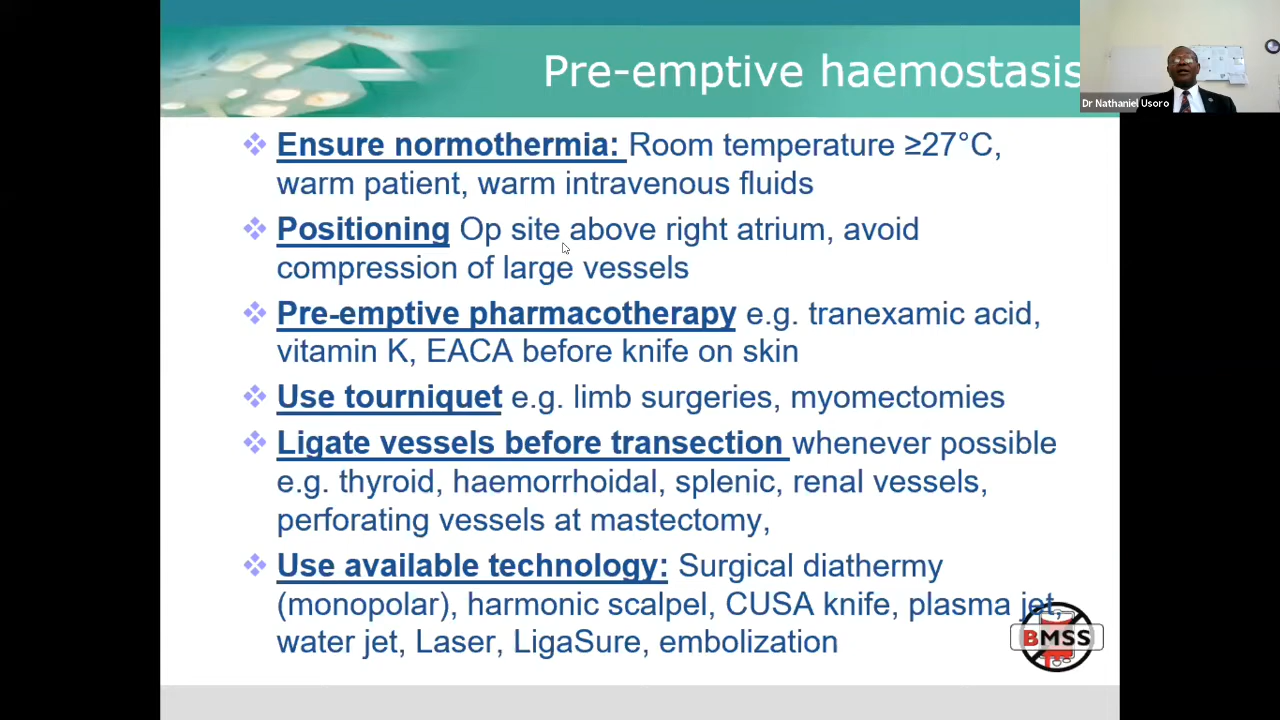 Pre-emptive haemostasis
Dr Nathaniel Usoro
Ensure normothermia: Room temperature ≥27°C,
warm patient, warm intravenous fluids
Positioning Op site above right atrium, avoid
compression of large vessels
Pre-emptive pharmacotherapy e.g. tranexamic acid,
vitamin K, EACA before knife on skin
Use tourniquet e.g. limb surgeries, myomectomies
Ligate vessels before transection whenever possible
e.g. thyroid, haemorrhoidal, splenic, renal vessels,
perforating vessels at mastectomy,
Use available technology: Surgical diathermy
(monopolar), harmonic scalpel, CUSA knife, plasma jet,
water jet, Laser, LigaSure, embolization
BMSS